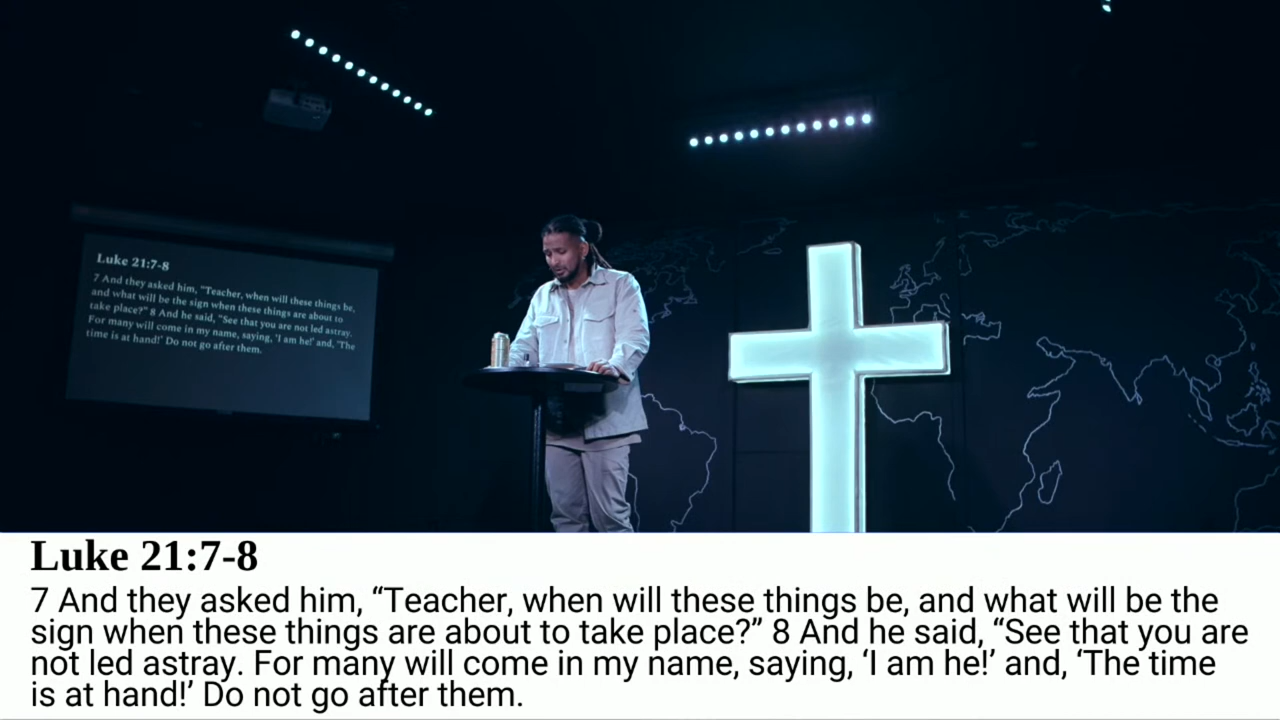 Luke 21:7-8
7 And they asked him, “Teacher, when will these things be,
and what will be the sign when these things are about to
take place?” 8 And he said, “See that you are not led astray.
For many will come in my name, saying, ‘I am he!’ and, ‘The
time is at hand!’ Do not go after them.
Luke 21:7-8
7 And they asked him, “Teacher, when will these things be, and what will be the
sign when these things are about to take place?” 8 And he said, “See that you are
not led astray. For many will come in my name, saying, ‘I am he!’ and, ‘The time
is at hand!’ Do not go after them.